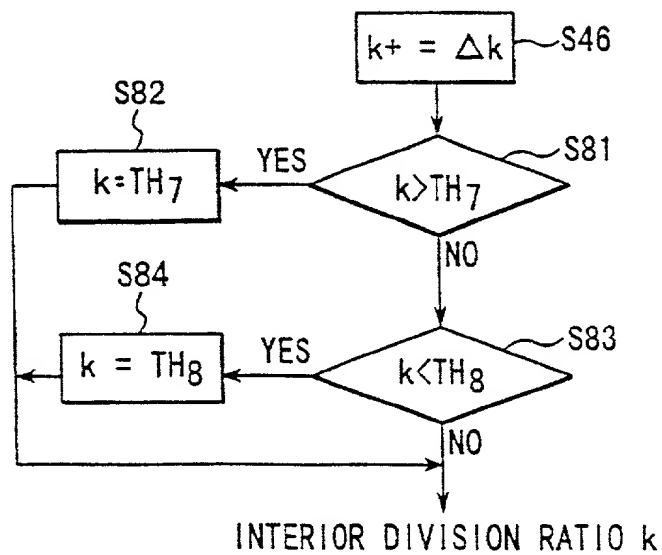 k+ = Δk
S46
S82
k=TH7
YES
k>TH7
S81
NO
S84
k = TH8
YES
k<TH8
S83
NO
INTERIOR DIVISION RATIO k